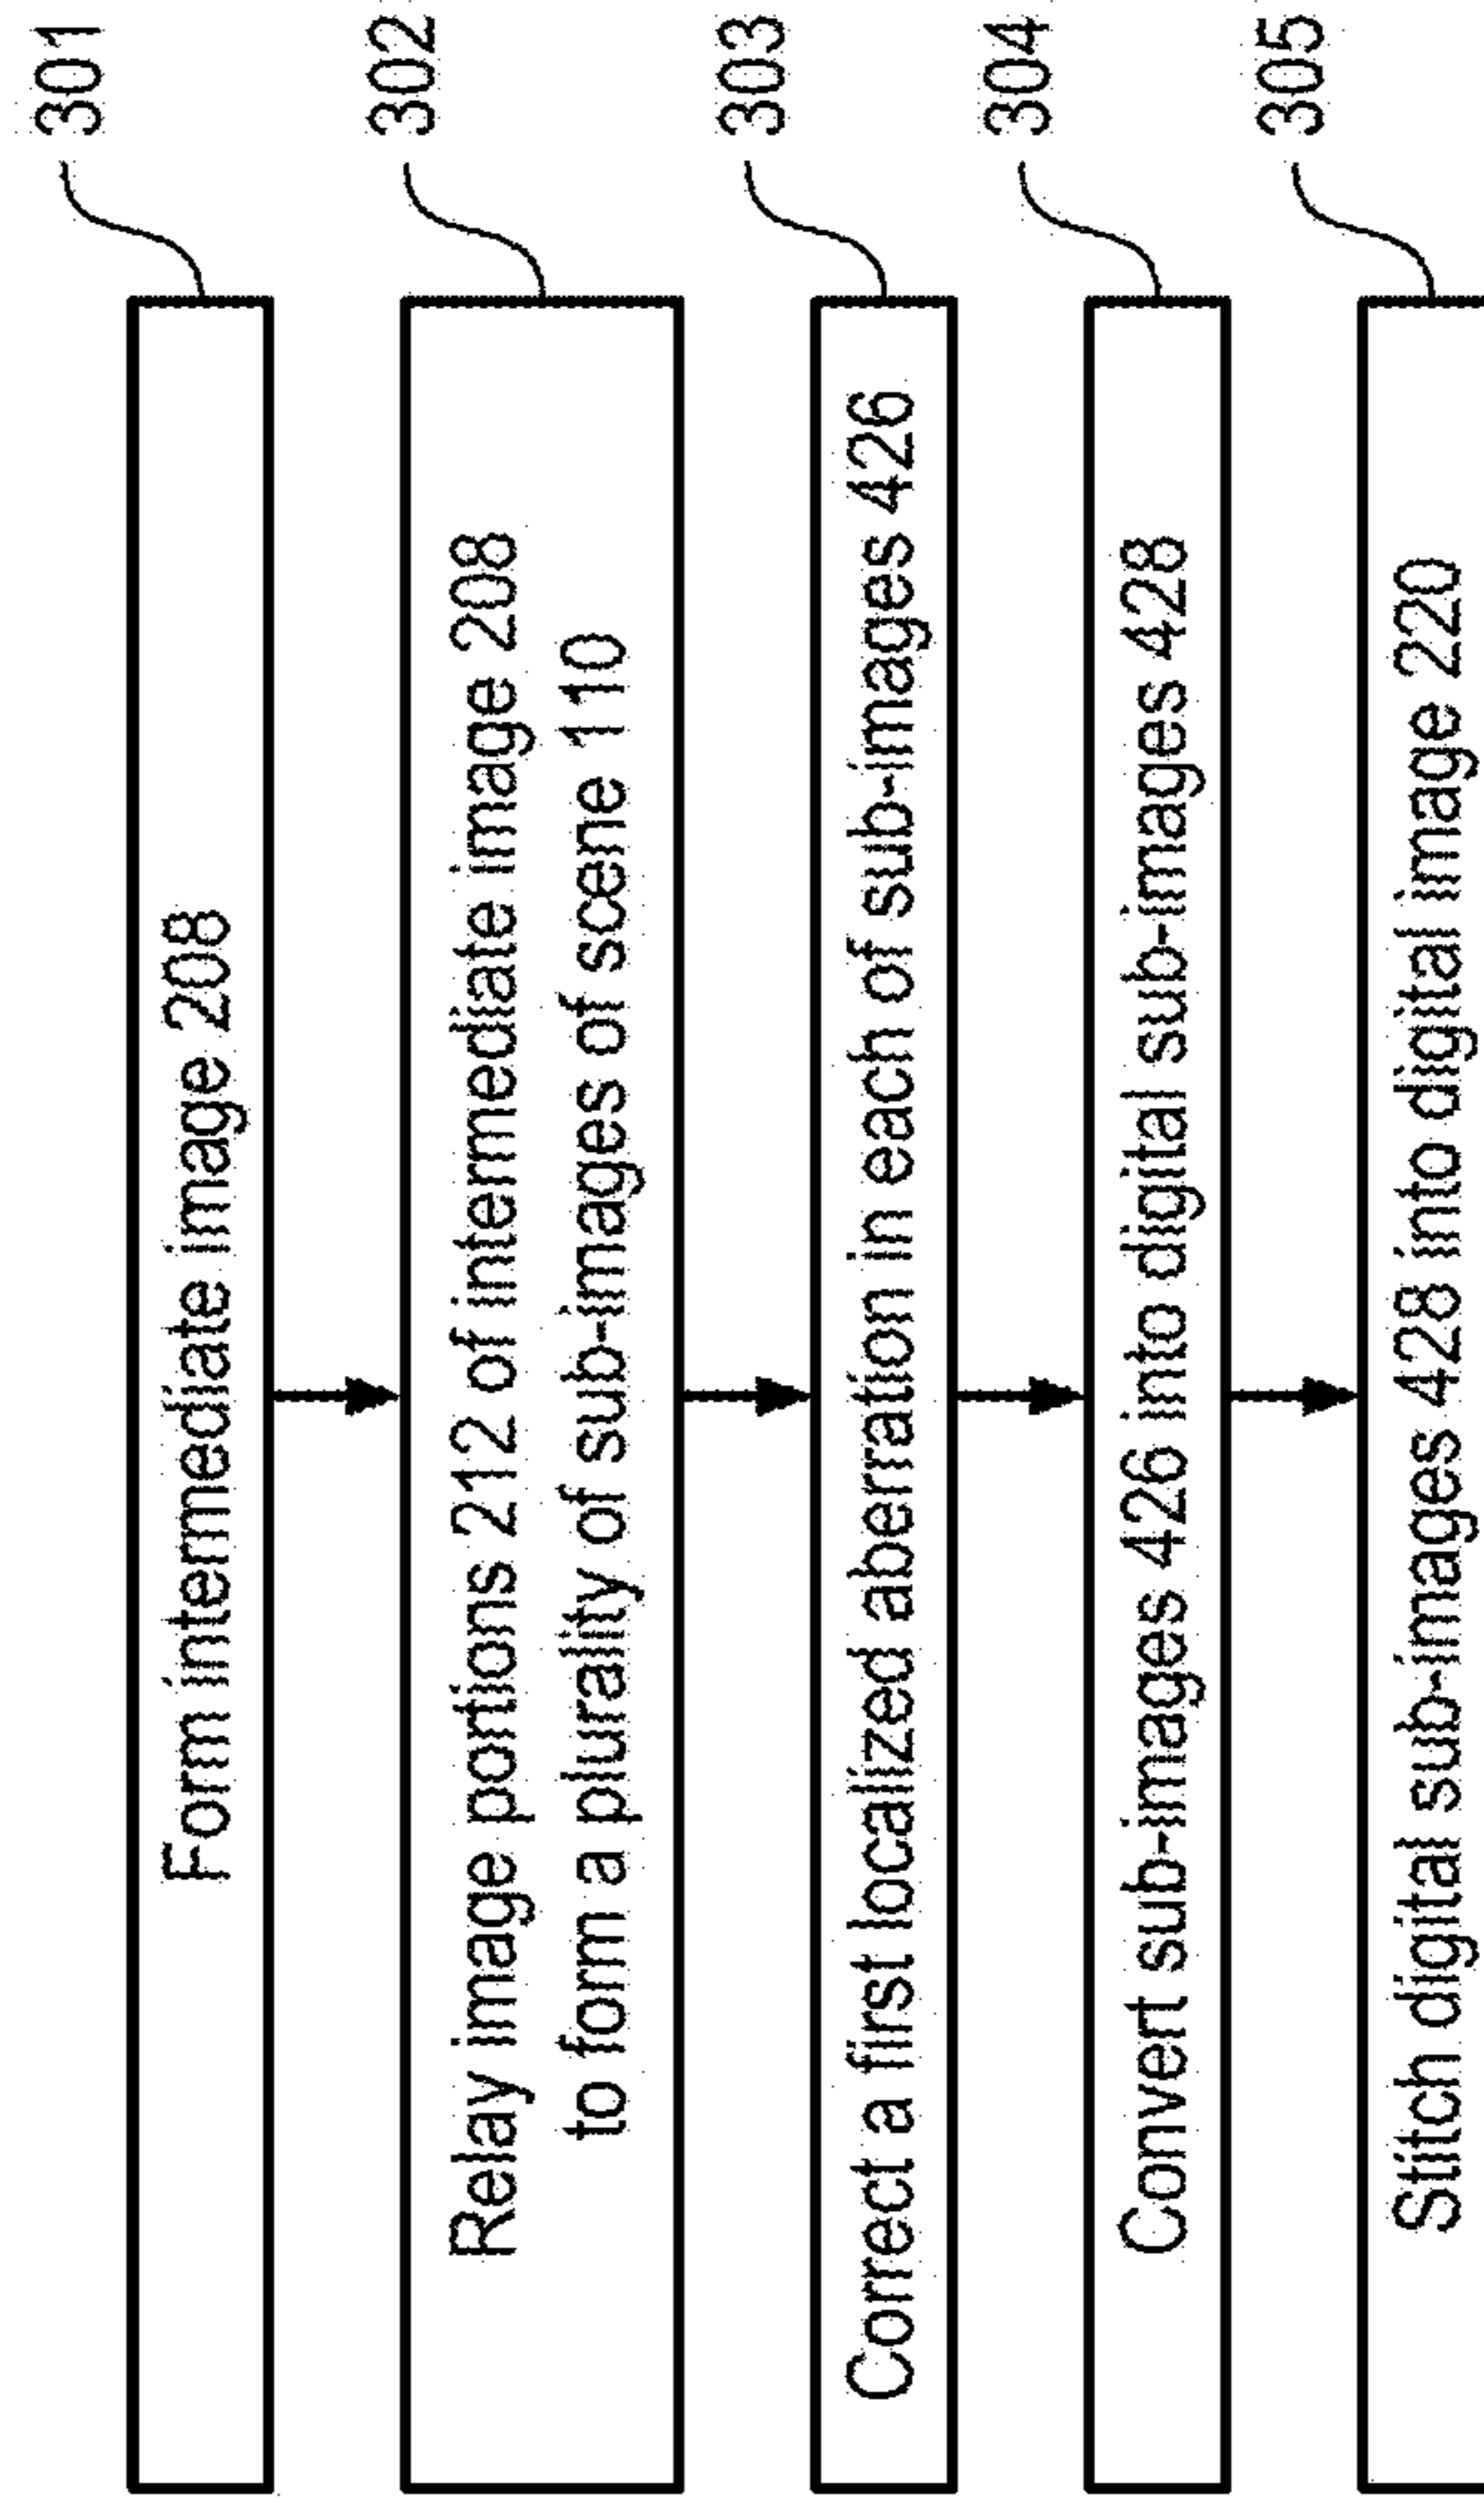 301
Form intermediate image 208
302
Relay image portions 212 of intermediate image 208
to form a plurality of sub-images of scene 110
303
Correct a first localized aberration in each of sub-images 426
304
Convert sub-images 426 into digital sub-images 428
305
Stitch digital sub-images 428 into digital image 220